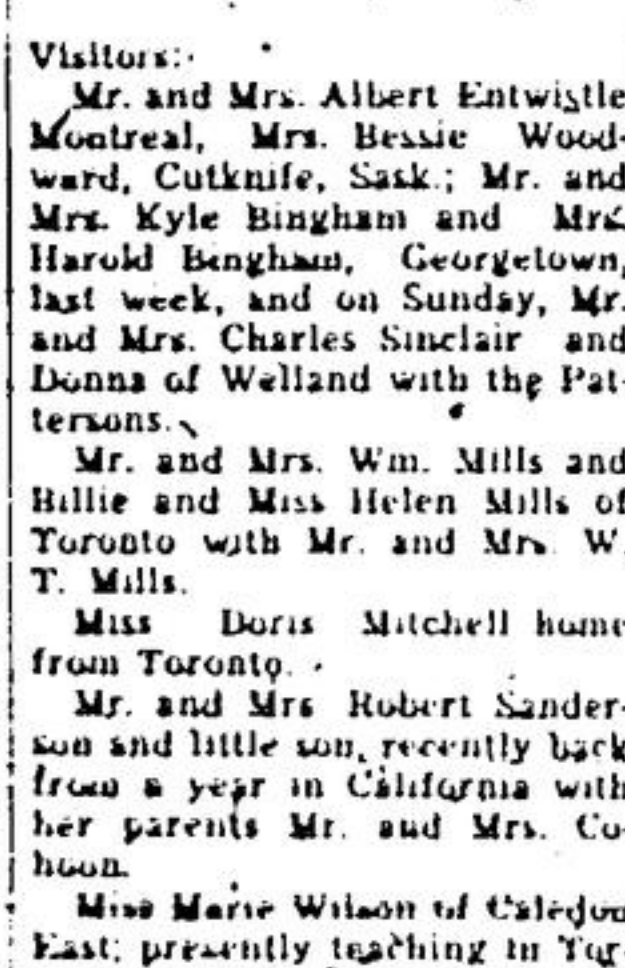 Visitors:
Mr. and Mrs. Albert Entwistle
Montreal, Mrs. Bessie Wood-
ward, Cutknife, Sask.; Mr. and
Mrs. Kyle Bingham and Mrs.
Harold Bingham, Georgetown,
last week, and on Sunday, Mr.
and Mrs. Charles Sinclair and
Donna of Welland with the Pat-
tersons.
Mr. and Mrs. Wm. Mills and
Billie and Miss Helen Mills of
Toronto with Mr. and Mrs. W.
T. Mills.
Miss Doris Mitchell home
from Toronto.
Mr. and Mrs Robert Sander-
son and little son, recently back
from a year in California with
her parents Mr. and Mrs. Co-
hoon.
Miss Marie Wilson of Caledon
East; presently teaching in Tor-